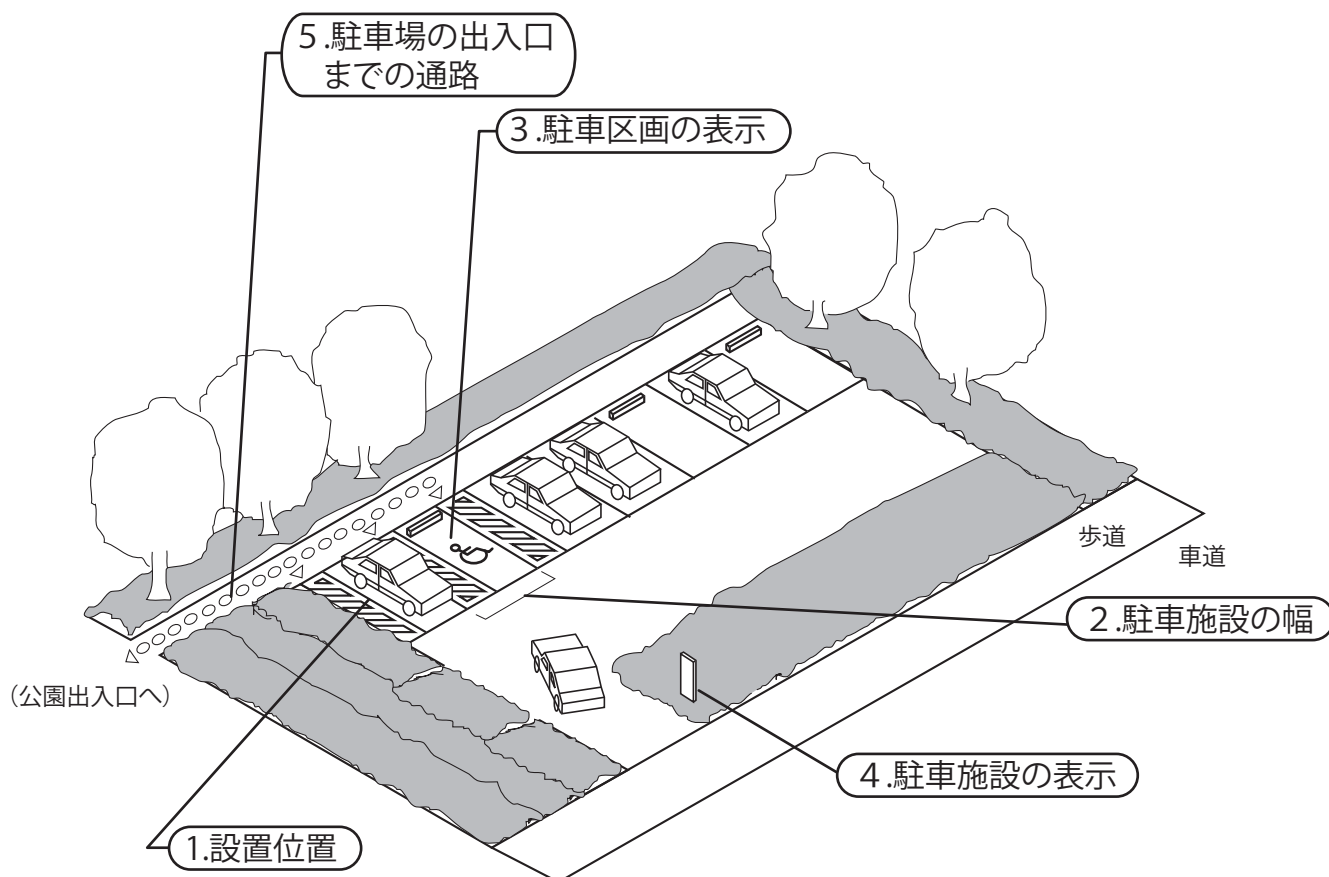 ５.駐車場の出入口
までの通路
３.駐車区画の表示
歩道
車道
２.駐車施設の幅
（公園出入口へ）
４.駐車施設の表示
1.設置位置